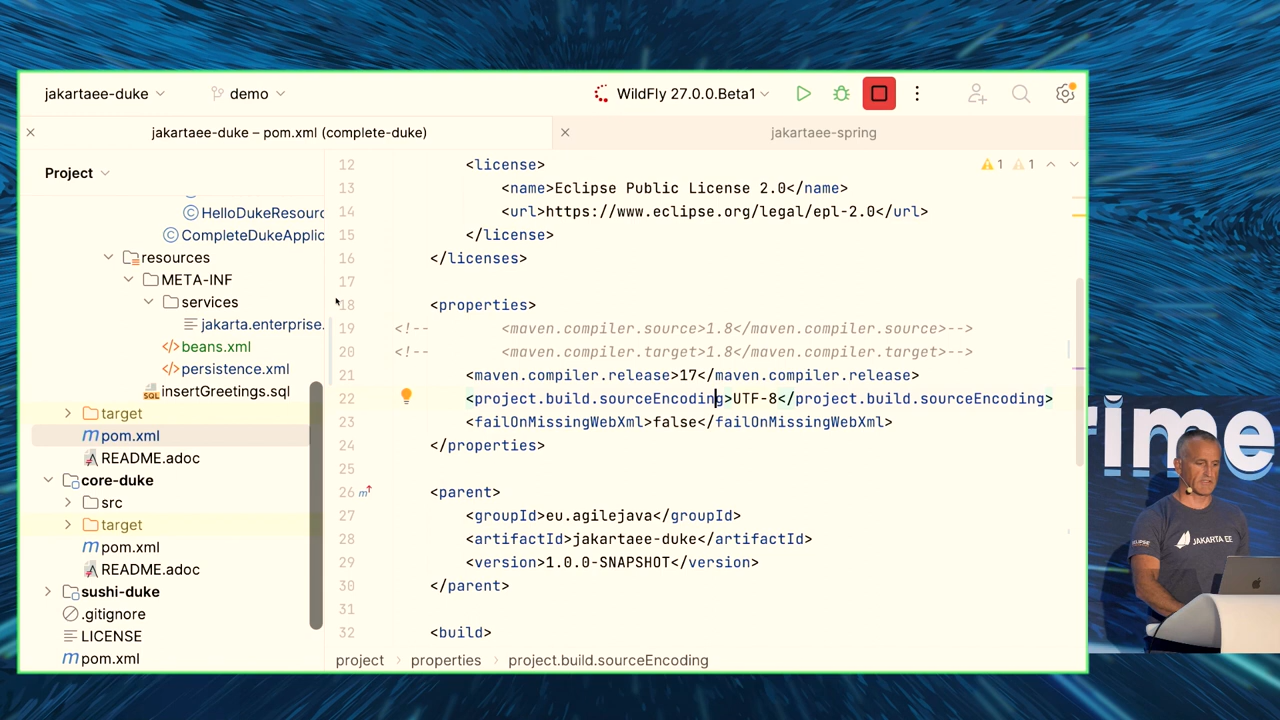 jakartaee-duke
demo
WildFly 27.0.0.Beta1
jakartaee-duke – pom.xml (complete-duke)
jakartaee-spring
Project
HelloDukeResourc
CompleteDukeApplic
resources
META-INF
services
jakarta.enterprise.
beans.xml
persistence.xml
SQL insertGreetings.sql
target
m pom.xml
README.adoc
core-duke
src
target
m pom.xml
README.adoc
sushi-duke
.gitignore
LICENSE
m pom.xml
1 1
12 <license>
13 <name>Eclipse Public License 2.0</name>
14 <url>https://www.eclipse.org/legal/epl-2.0</url>
15 </license>
16 </licenses>
17
18 <properties>
19 <!-- <maven.compiler.source>1.8</maven.compiler.source>-->
20 <!-- <maven.compiler.target>1.8</maven.compiler.target>-->
21 <maven.compiler.release>17</maven.compiler.release>
22 <project.build.sourceEncoding>UTF-8</project.build.sourceEncoding>
23 <failOnMissingWebXml>false</failOnMissingWebXml>
24 </properties>
25
26 <parent>
27 <groupId>eu.agilejava</groupId>
28 <artifactId>jakartaee-duke</artifactId>
29 <version>1.0.0-SNAPSHOT</version>
30 </parent>
31
32 <build>
project > properties > project.build.sourceEncoding
ime
JAKARTA EE
ECLIPSE